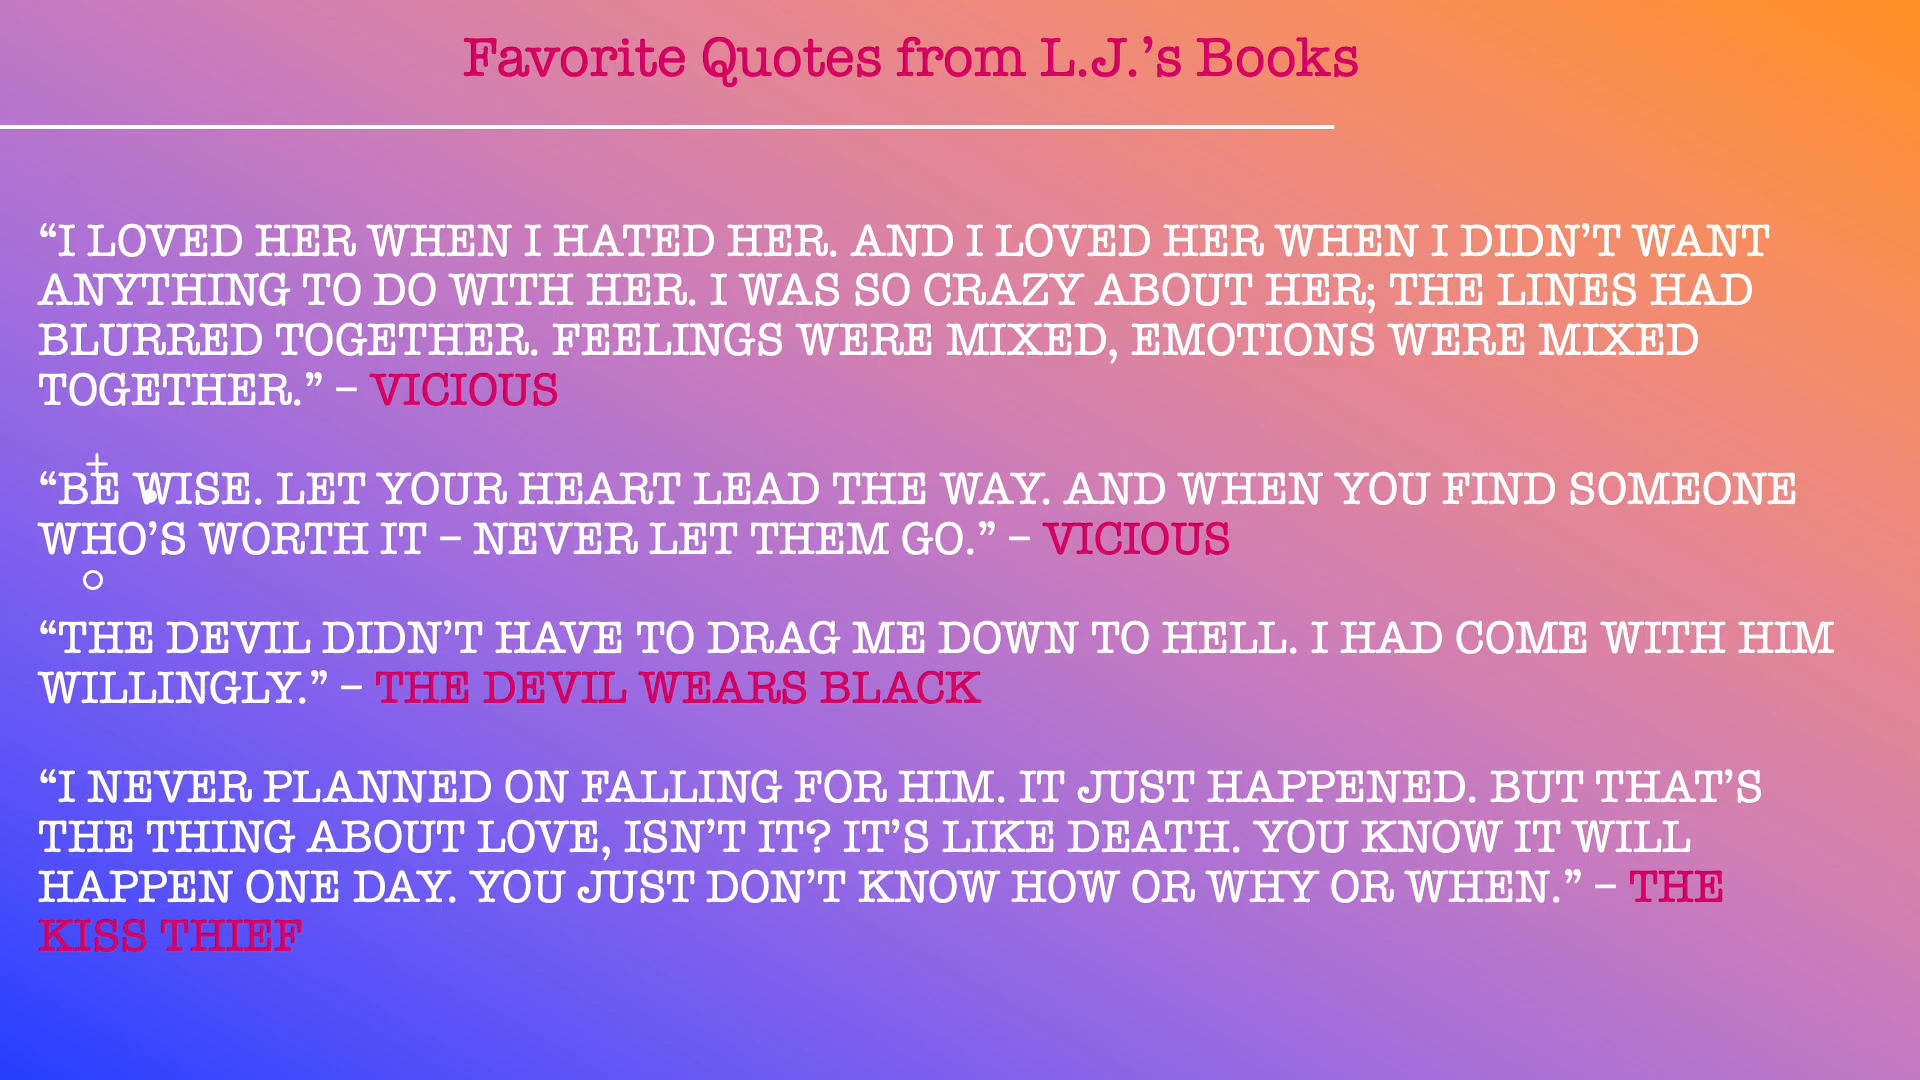 Favorite Quotes from L.J.’s Books
“I LOVED HER WHEN I HATED HER. AND I LOVED HER WHEN I DIDN’T WANT
ANYTHING TO DO WITH HER. I WAS SO CRAZY ABOUT HER; THE LINES HAD
BLURRED TOGETHER. FEELINGS WERE MIXED, EMOTIONS WERE MIXED
TOGETHER.” – VICIOUS
“BE WISE. LET YOUR HEART LEAD THE WAY. AND WHEN YOU FIND SOMEONE
WHO’S WORTH IT – NEVER LET THEM GO.” – VICIOUS
“THE DEVIL DIDN’T HAVE TO DRAG ME DOWN TO HELL. I HAD COME WITH HIM
WILLINGLY.” – THE DEVIL WEARS BLACK
“I NEVER PLANNED ON FALLING FOR HIM. IT JUST HAPPENED. BUT THAT’S
THE THING ABOUT LOVE, ISN’T IT? IT’S LIKE DEATH. YOU KNOW IT WILL
HAPPEN ONE DAY. YOU JUST DON’T KNOW HOW OR WHY OR WHEN.” – THE
KISS THIEF